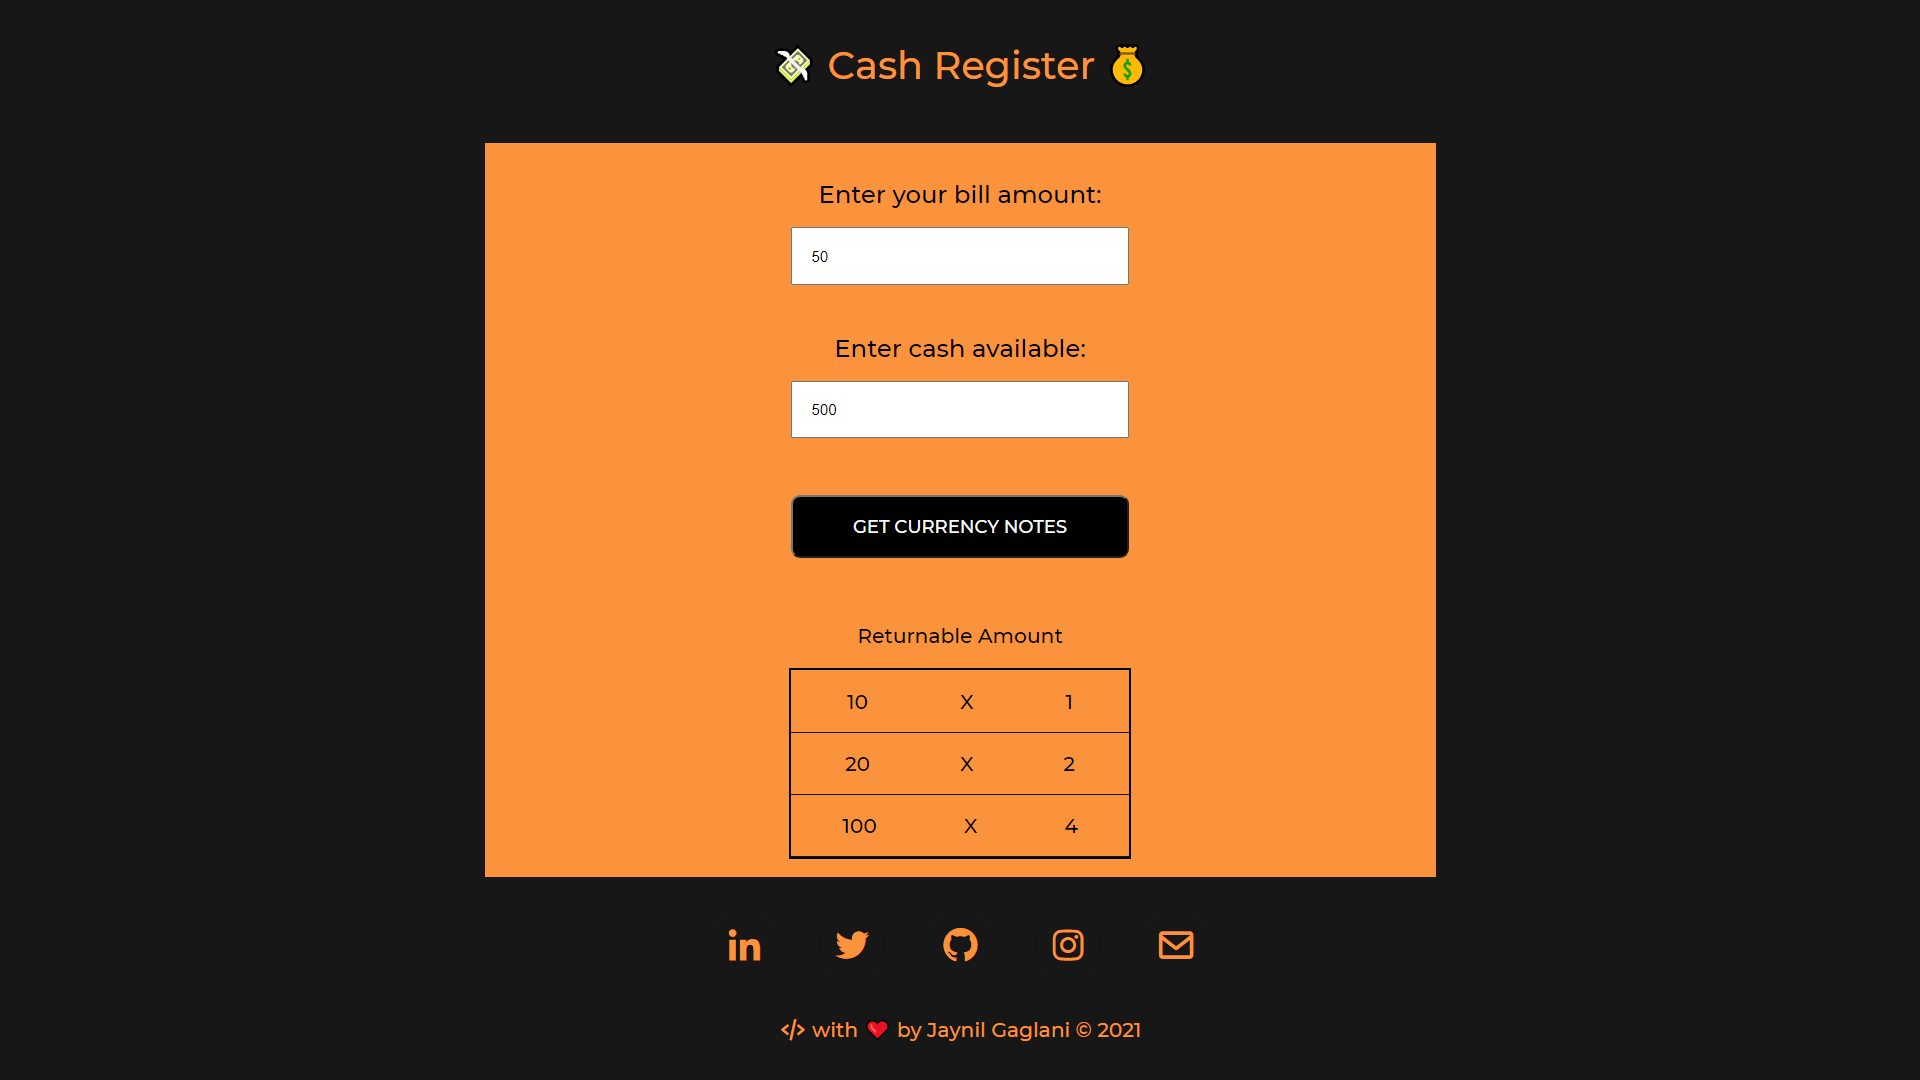 💸 Cash Register 💰
Enter your bill amount:
50
Enter cash available:
500
GET CURRENCY NOTES
Returnable Amount
10 X 1
20 X 2
100 X 4
in
</> with ❤️ by Jaynil Gaglani © 2021